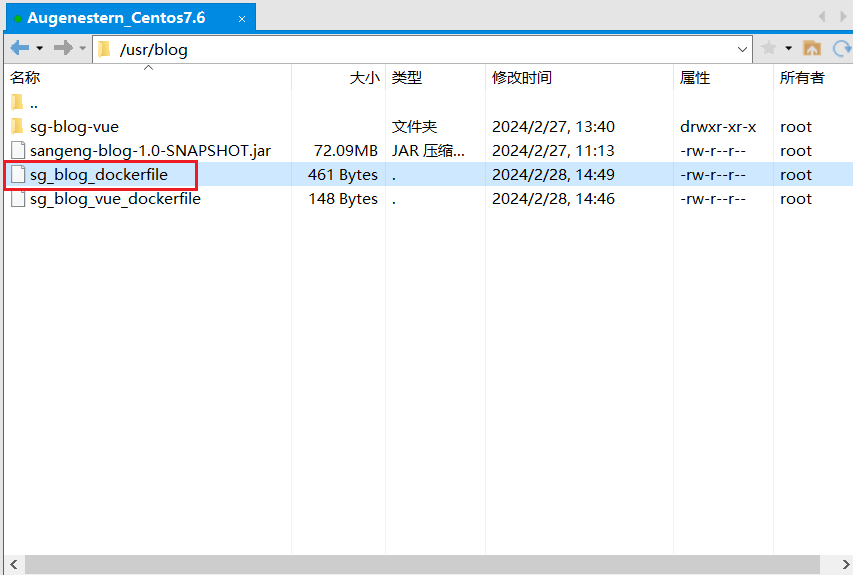 Augenestern_Centos7.6 ×
/usr/blog
名称 大小 类型 修改时间 属性 所有者
..
sg-blog-vue 文件夹 2024/2/27, 13:40 drwxr-xr-x root
sangeng-blog-1.0-SNAPSHOT.jar 72.09MB JAR 压缩... 2024/2/27, 11:13 -rw-r--r-- root
sg_blog_dockerfile 461 Bytes . 2024/2/28, 14:49 -rw-r--r-- root
sg_blog_vue_dockerfile 148 Bytes . 2024/2/28, 14:46 -rw-r--r-- root